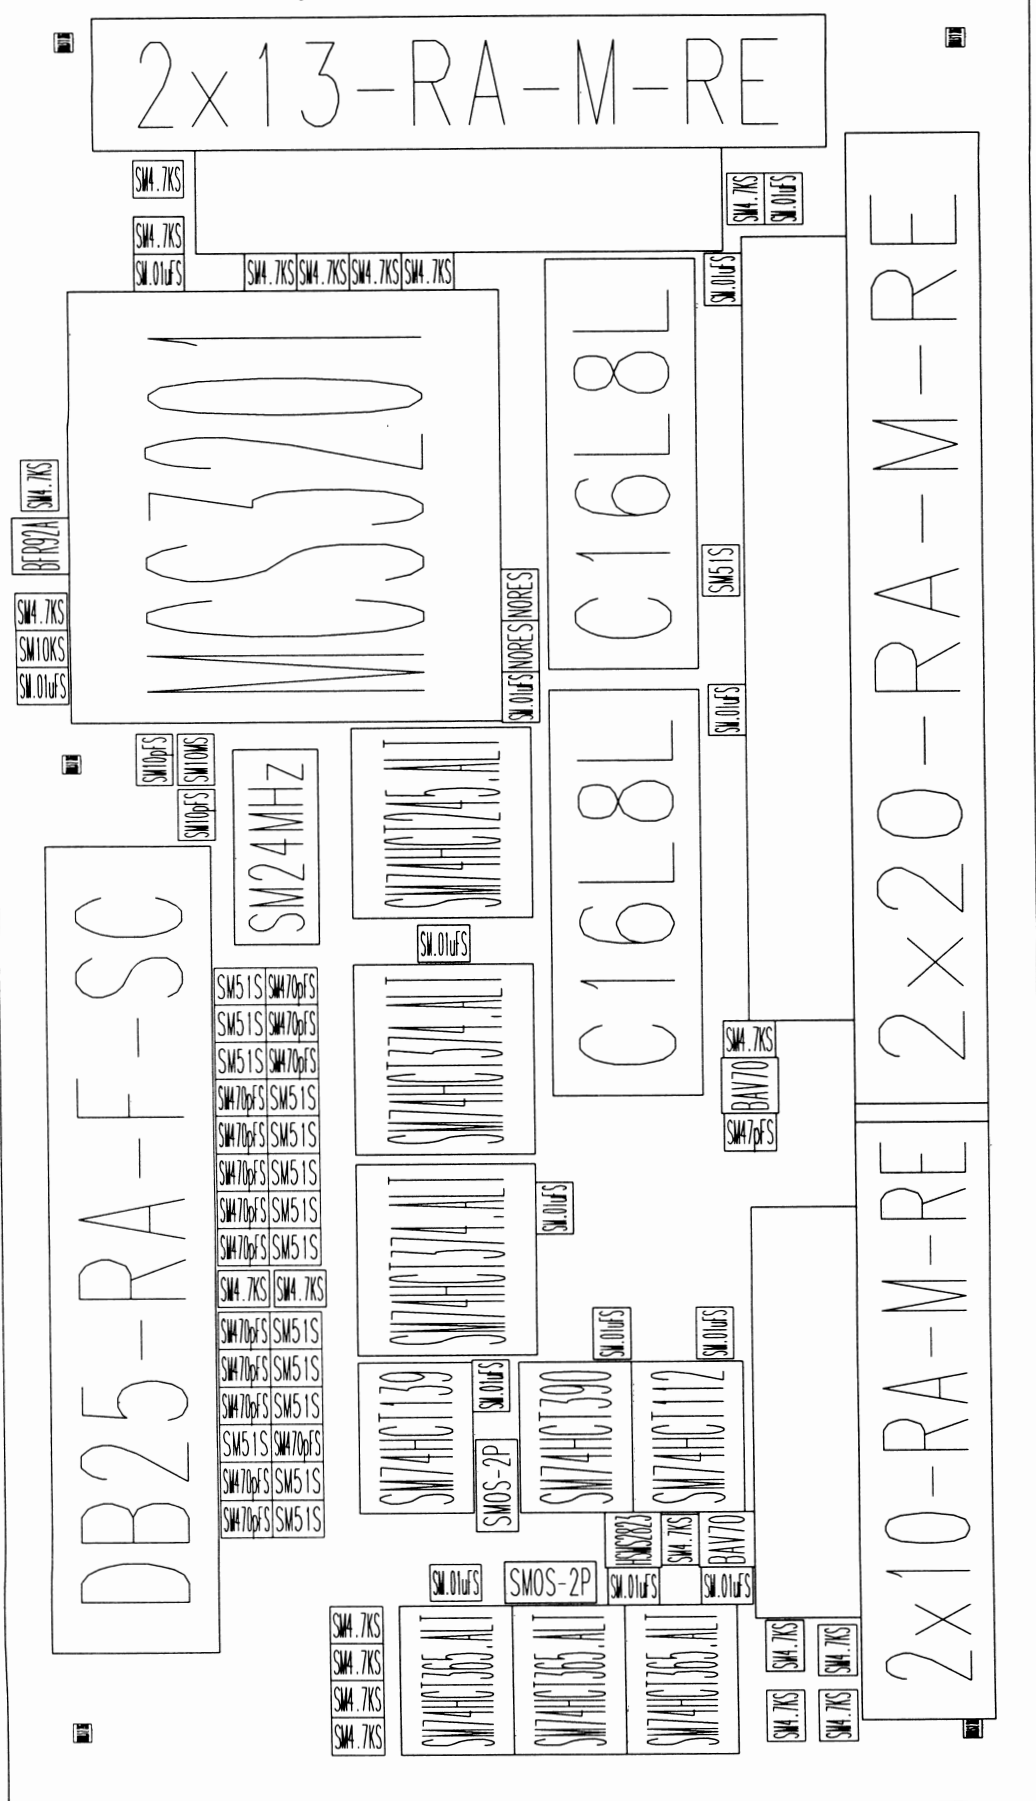 2x13-RA-M-RE
SM4.7KS
SM4.7KS
SM.01uFS
SM4.7KS
SM.01uFS
SM4.7KS SM4.7KS SM4.7KS SM4.7KS
SM.01uFS
MCS3201
C16L8L
2x20-RA-M-RE
SM4.7KS
BFR92A
SM4.7KS
SM10KS
SM.01uFS
NORES
NORES
SM.01uFS
SM51S
SM.01uFS
SM10pFS
SM10MS
SM10pFS
SM24MHz
SM74HCT245.ALT
C16L8L
SM.01uFS
DB25-RA-F-SC
SM51S SM470pFS
SM51S SM470pFS
SM51S SM470pFS
SM470pFS SM51S
SM470pFS SM51S
SM470pFS SM51S
SM470pFS SM51S
SM470pFS SM51S
SM4.7KS SM4.7KS
SM470pFS SM51S
SM470pFS SM51S
SM470pFS SM51S
SM51S SM470pFS
SM470pFS SM51S
SM470pFS SM51S
SM74HCT374.ALT
SM4.7KS
BAV70
SM47pFS
SM74HCT374.ALT
SM.01uFS
2x10-RA-M-RE
SM.01uFS
SM.01uFS
SM74HCT139
SM.01uFS
SM74HCT390
SM74HCT112
SMOS-2P
HSMS2823
SM4.7KS
BAV70
SM.01uFS
SMOS-2P
SM.01uFS
SM.01uFS
SM4.7KS
SM4.7KS
SM4.7KS
SM4.7KS
SM74HCT365.ALT
SM74HCT365.ALT
SM74HCT365.ALT
SM4.7KS
SM4.7KS
SM4.7KS
SM4.7KS